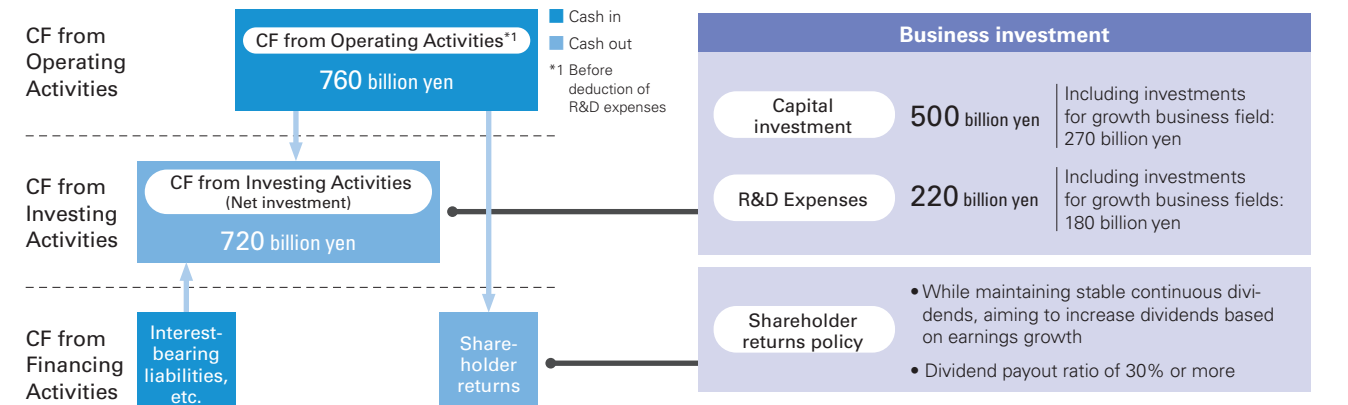 CF from
Operating
Activities
CF from Operating Activities*1
760 billion yen
Cash in
Cash out
*1 Before
deduction of
R&D expenses
CF from
Investing
Activities
CF from Investing Activities
(Net investment)
720 billion yen
CF from
Financing
Activities
Interest-
bearing
liabilities,
etc.
Share-
holder
returns
Business investment
Capital
investment
500 billion yen
Including investments
for growth business field:
270 billion yen
R&D Expenses
220 billion yen
Including investments
for growth business fields:
180 billion yen
Shareholder
returns policy
• While maintaining stable continuous divi-
dends, aiming to increase dividends based
on earnings growth
• Dividend payout ratio of 30% or more